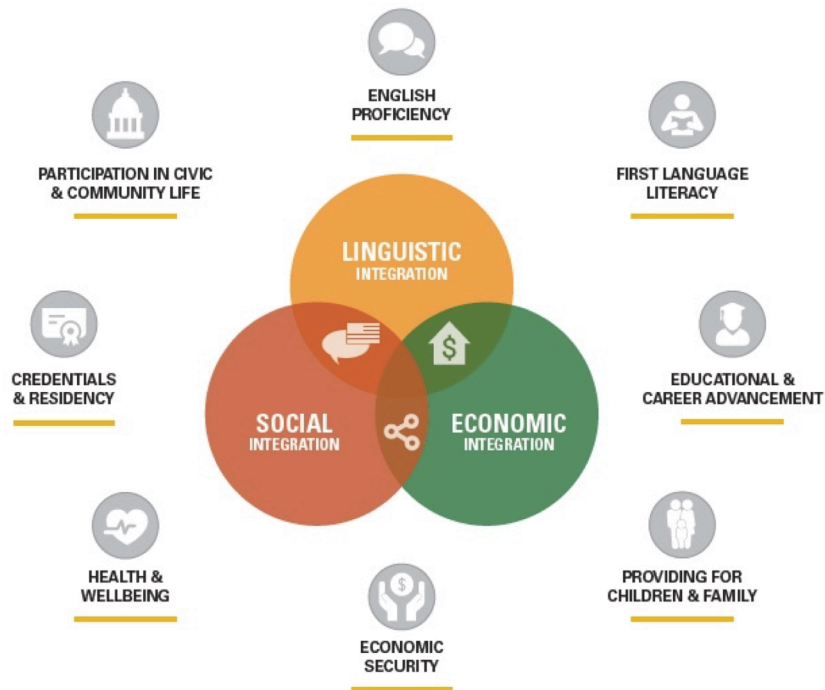 ENGLISH
PROFICIENCY
PARTICIPATION IN CIVIC
& COMMUNITY LIFE
FIRST LANGUAGE
LITERACY
LINGUISTIC
INTEGRATION
CREDENTIALS
& RESIDENCY
$
EDUCATIONAL &
CAREER ADVANCEMENT
SOCIAL
INTEGRATION
ECONOMIC
INTEGRATION
HEALTH &
WELLBEING
PROVIDING FOR
CHILDREN & FAMILY
$
ECONOMIC
SECURITY